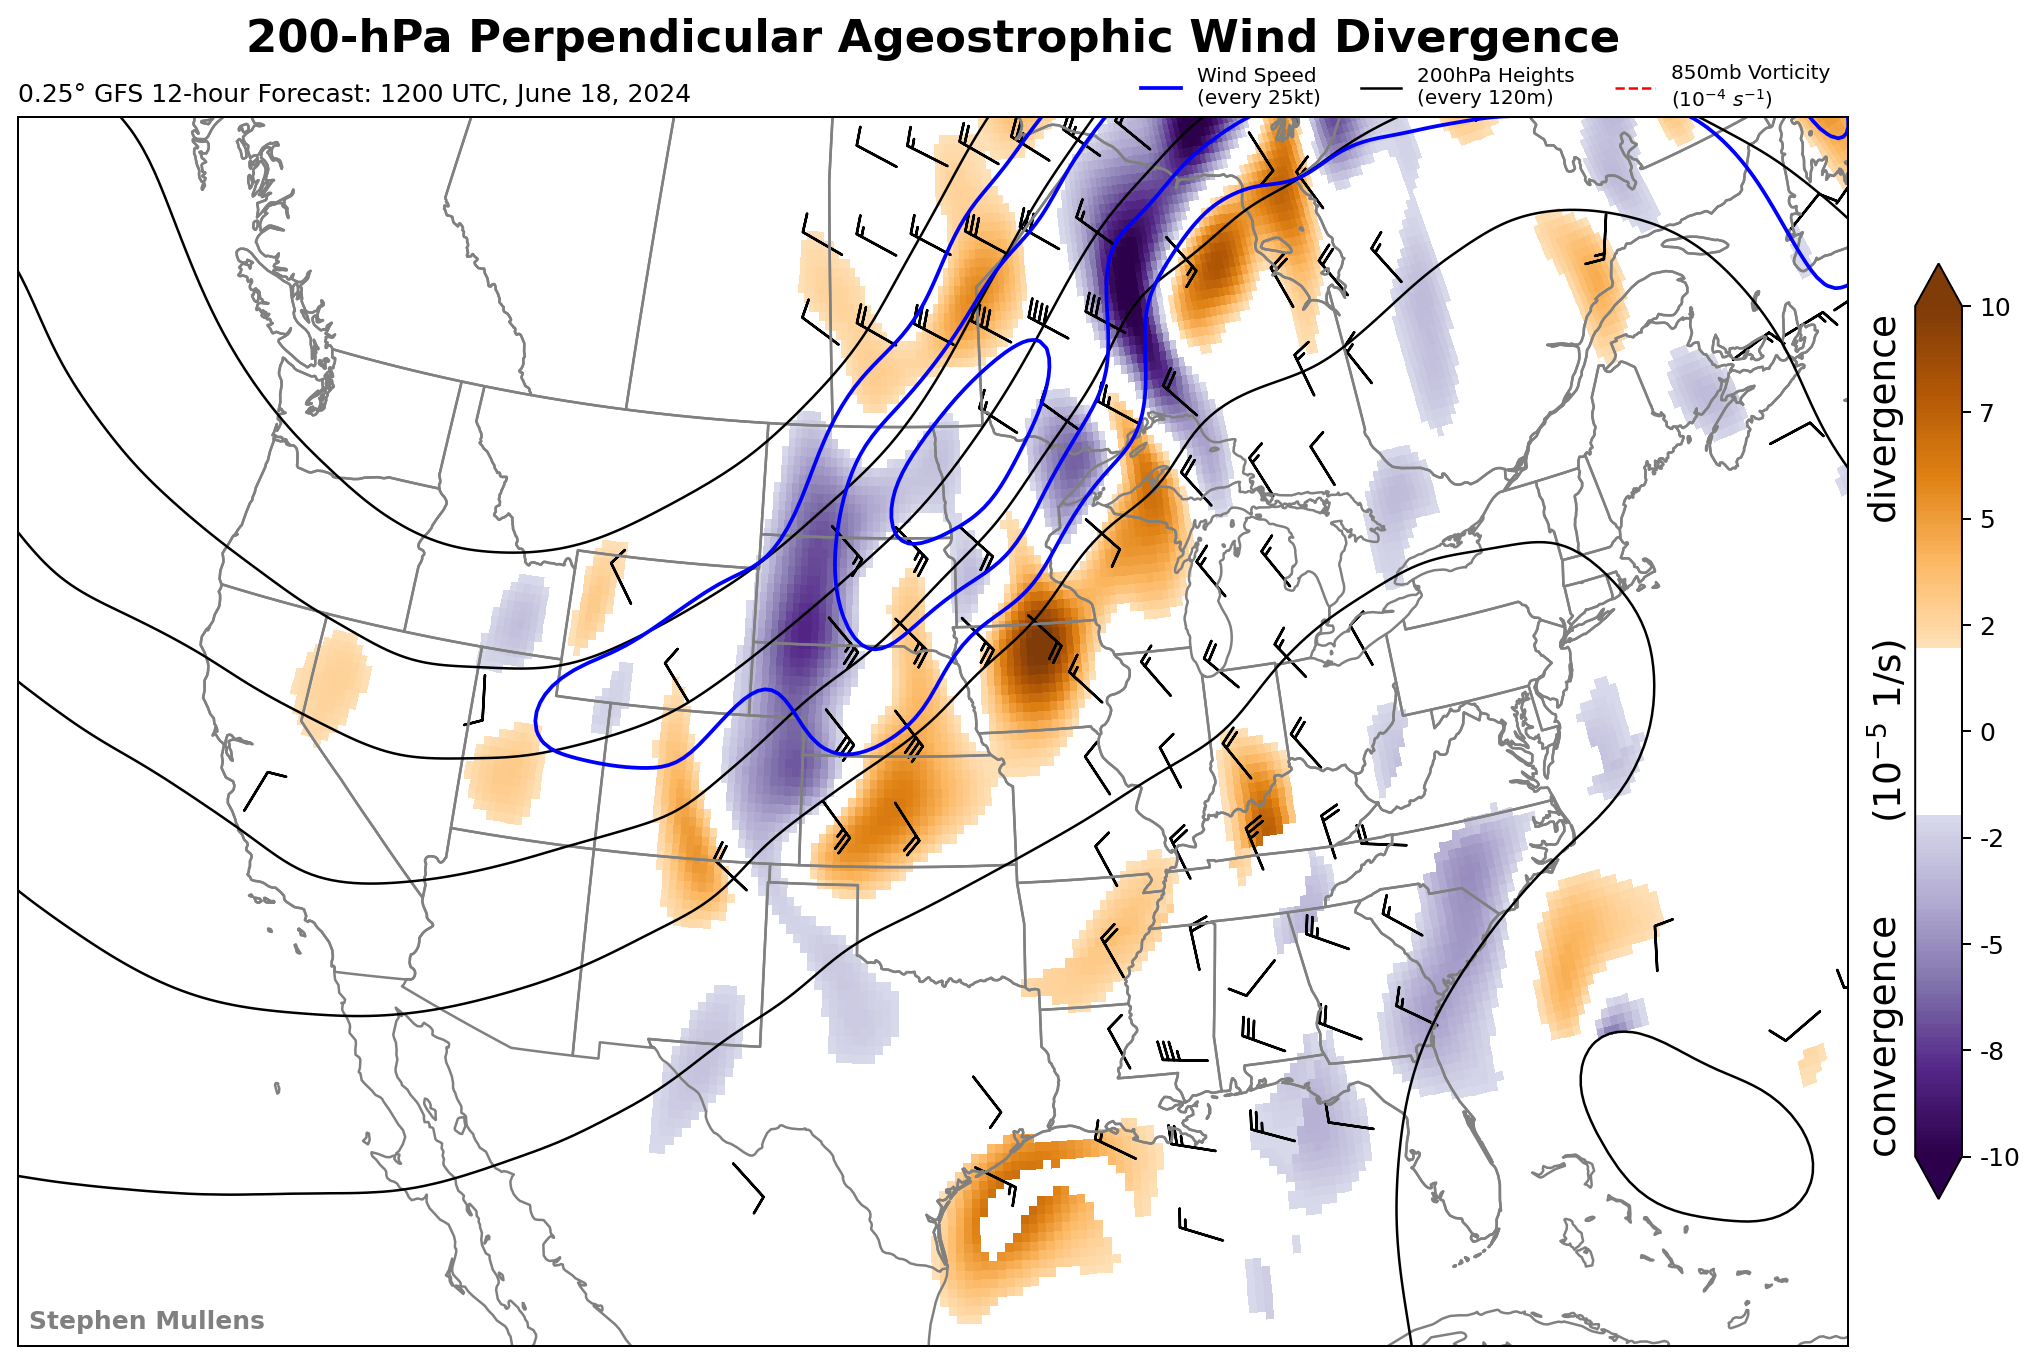 200-hPa Perpendicular Ageostrophic Wind Divergence
0.25° GFS 12-hour Forecast: 1200 UTC, June 18, 2024
Wind Speed
(every 25kt)
200hPa Heights
(every 120m)
850mb Vorticity
(10⁻⁴ s⁻¹)
10
7
5
2
0
-2
-5
-8
-10
convergence (10⁻⁵ 1/s) divergence
Stephen Mullens